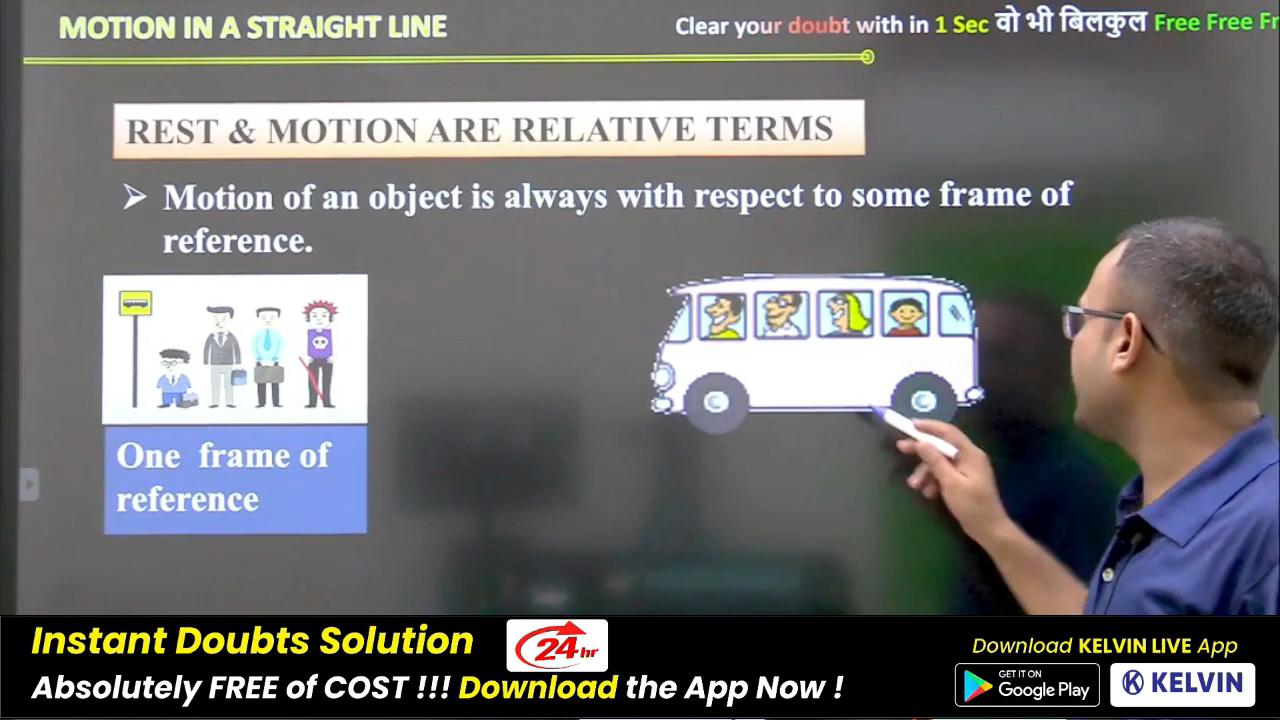 MOTION IN A STRAIGHT LINE
Clear your doubt with in 1 Sec वो भी बिलकुल Free Free Fr
REST & MOTION ARE RELATIVE TERMS
Motion of an object is always with respect to some frame of
reference.
One frame of
reference
Instant Doubts Solution
24hr
Absolutely FREE of COST !!! Download the App Now !
Download KELVIN LIVE App
GET IT ON
Google Play
KELVIN